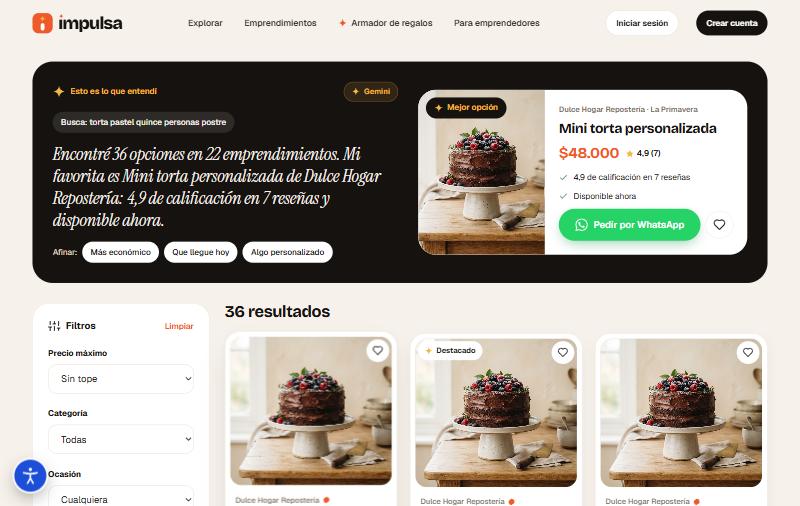 impulsa
Explorar
Emprendimientos
Armador de regalos
Para emprendedores
Iniciar sesión
Crear cuenta
Esto es lo que entendí
Gemini
Busca: torta pastel quince personas postre
Encontré 36 opciones en 22 emprendimientos. Mi
favorita es Mini torta personalizada de Dulce Hogar
Repostería: 4,9 de calificación en 7 reseñas y
disponible ahora.
Afinar:
Más económico
Que llegue hoy
Algo personalizado
Mejor opción
Dulce Hogar Repostería · La Primavera
Mini torta personalizada
$48.000
4,9 (7)
4,9 de calificación en 7 reseñas
Disponible ahora
Pedir por WhatsApp
Filtros
Limpiar
Precio máximo
Sin tope
Categoría
Todas
Ocasión
Cualquiera
36 resultados
Destacado
Dulce Hogar Repostería
Dulce Hogar Repostería
Dulce Hogar Repostería